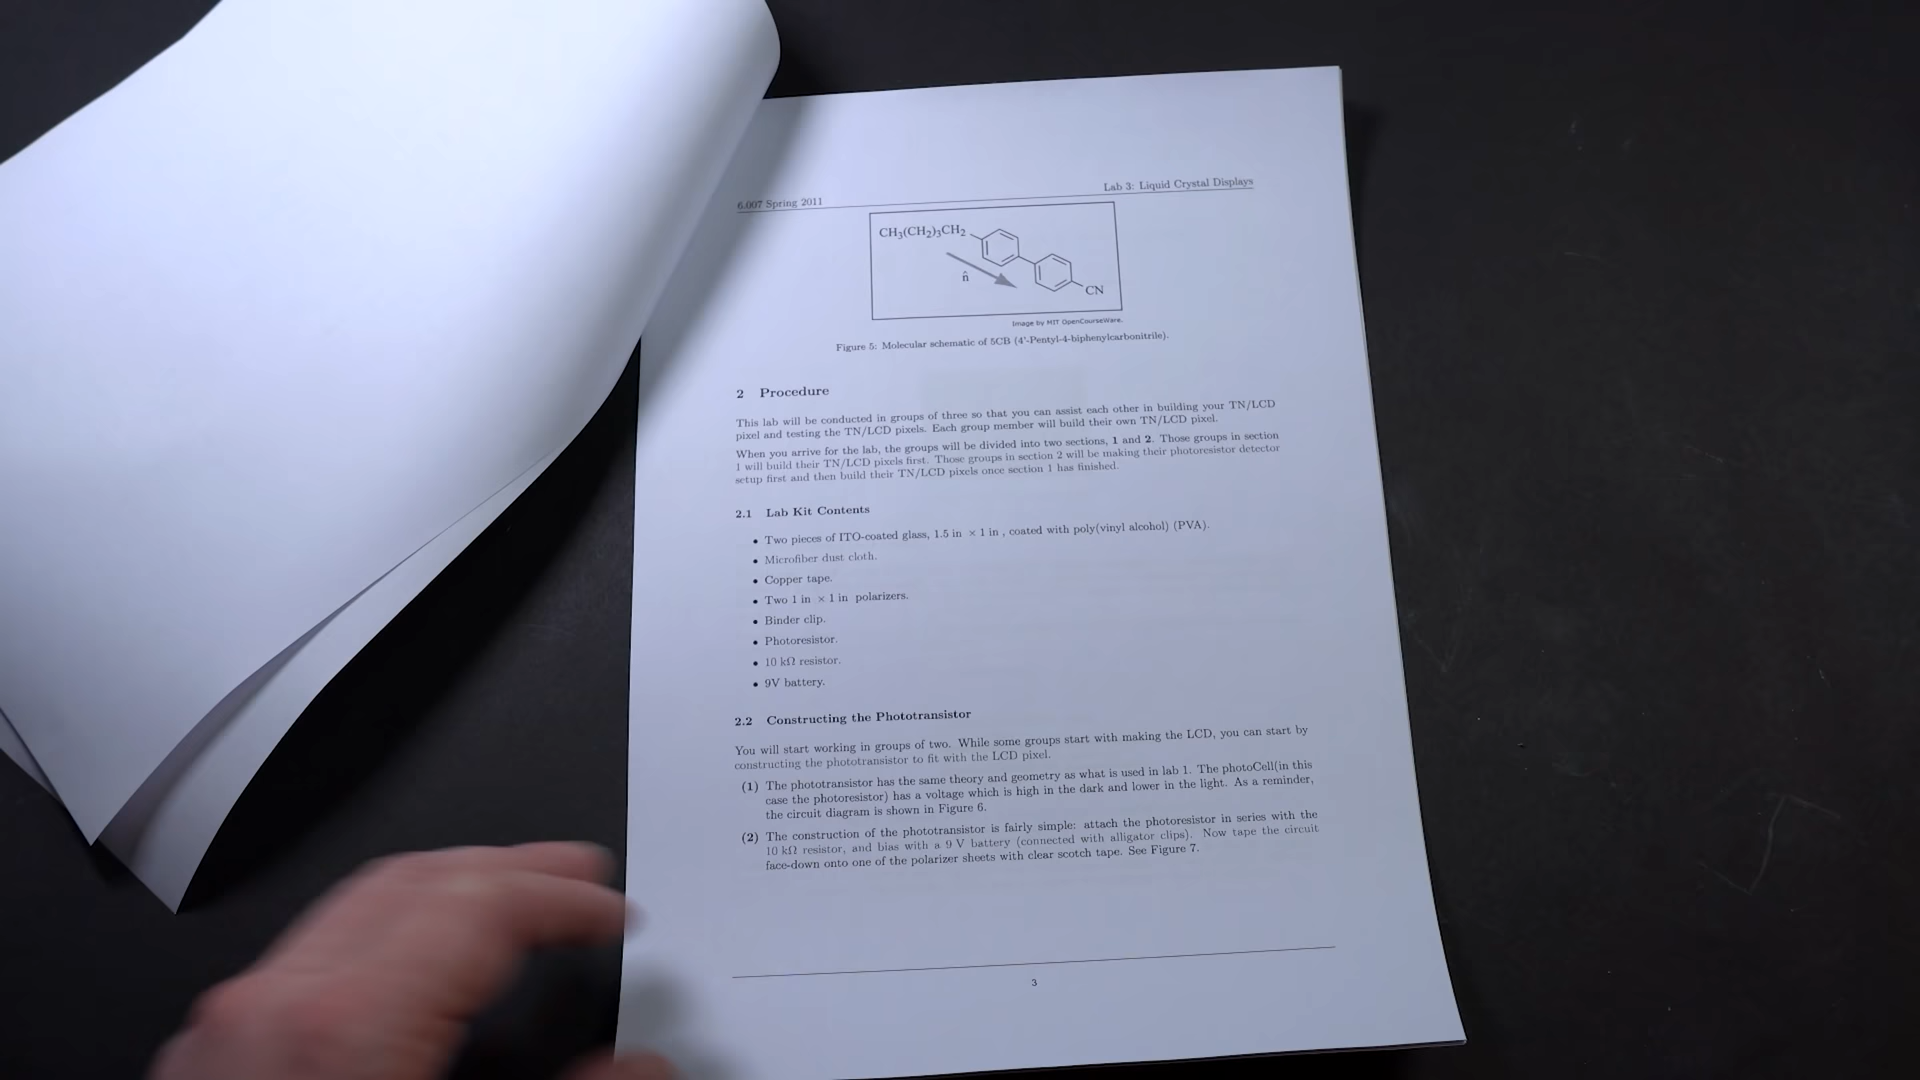 6.007 Spring 2011
Lab 3: Liquid Crystal Displays
CH₃(CH₂)₃CH₂
n̂
CN
Image by MIT OpenCourseWare.
Figure 5: Molecular schematic of 5CB (4'-Pentyl-4-biphenylcarbonitrile).
2 Procedure
This lab will be conducted in groups of three so that you can assist each other in building your TN/LCD
pixel and testing the TN/LCD pixels. Each group member will build their own TN/LCD pixel.
When you arrive for the lab, the groups will be divided into two sections, 1 and 2. Those groups in section
1 will build their TN/LCD pixels first. Those groups in section 2 will be making their photoresistor detector
setup first and then build their TN/LCD pixels once section 1 has finished.
2.1 Lab Kit Contents
• Two pieces of ITO-coated glass, 1.5 in × 1 in , coated with poly(vinyl alcohol) (PVA).
• Microfiber dust cloth.
• Copper tape.
• Two 1 in × 1 in polarizers.
• Binder clip.
• Photoresistor.
• 10 kΩ resistor.
• 9V battery.
2.2 Constructing the Phototransistor
You will start working in groups of two. While some groups start with making the LCD, you can start by
constructing the phototransistor to fit with the LCD pixel.
(1) The phototransistor has the same theory and geometry as what is used in lab 1. The photoCell(in this
case the photoresistor) has a voltage which is high in the dark and lower in the light. As a reminder,
the circuit diagram is shown in Figure 6.
(2) The construction of the phototransistor is fairly simple: attach the photoresistor in series with the
10 kΩ resistor, and bias with a 9 V battery (connected with alligator clips). Now tape the circuit
face-down onto one of the polarizer sheets with clear scotch tape. See Figure 7.
3